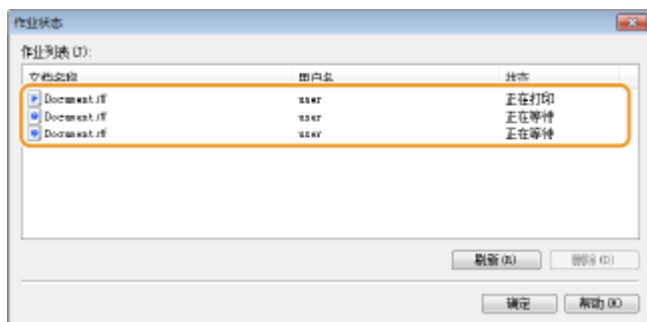 作业状态
作业列表(J):
文档名称 用户名 状态
Document.rtf user 正在打印
Document.rtf user 正在等待
Document.rtf user 正在等待
刷新(R) 删除(D)
确定 帮助(H)